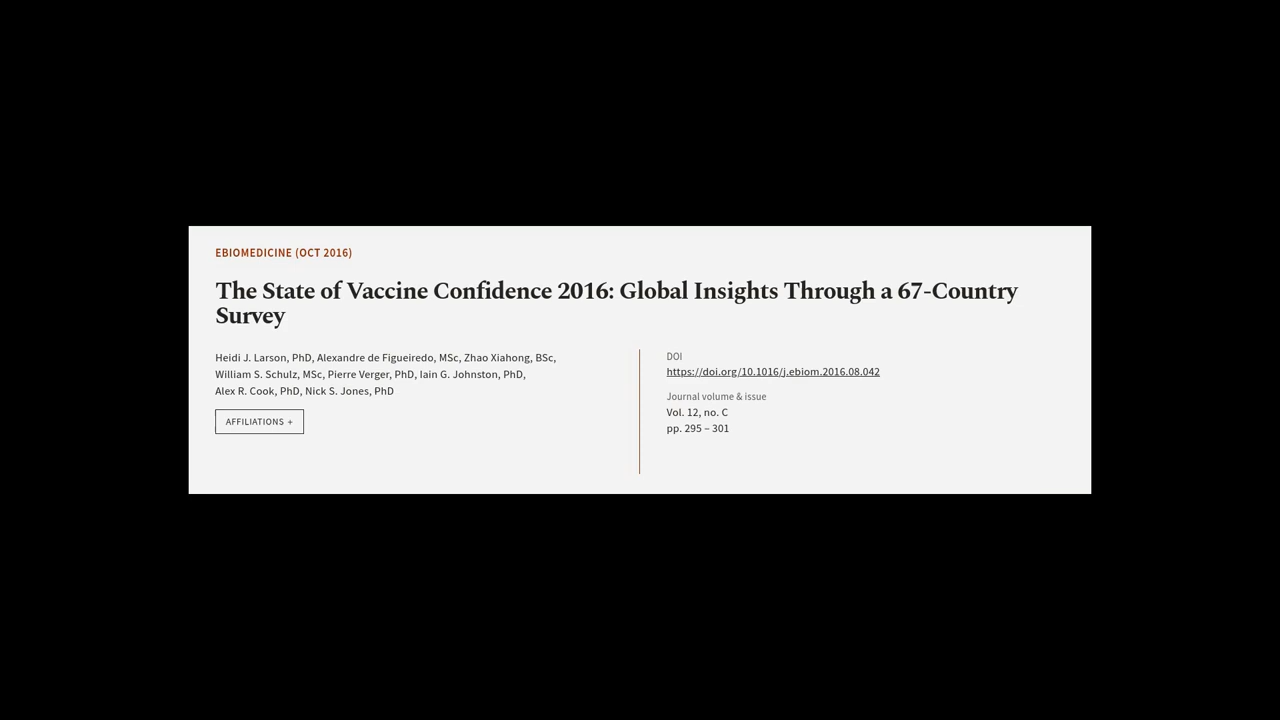 EBIOMEDICINE (OCT 2016)
The State of Vaccine Confidence 2016: Global Insights Through a 67-Country
Survey
Heidi J. Larson, PhD, Alexandre de Figueiredo, MSc, Zhao Xiahong, BSc,
William S. Schulz, MSc, Pierre Verger, PhD, Iain G. Johnston, PhD,
Alex R. Cook, PhD, Nick S. Jones, PhD
AFFILIATIONS +
DOI
https://doi.org/10.1016/j.ebiom.2016.08.042
Journal volume & issue
Vol. 12, no. C
pp. 295 – 301